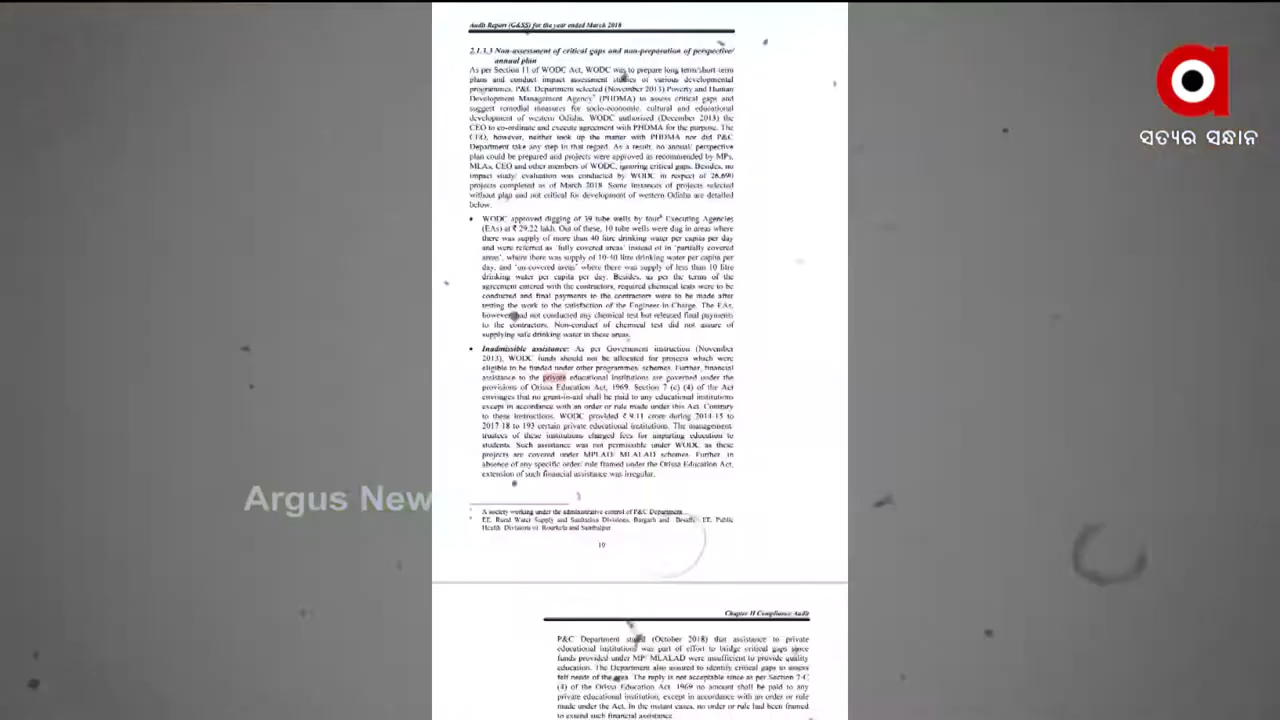 Audit Report (G&SS) for the year ended March 2018
2.1.3.3 Non-assessment of critical gaps and non-preparation of perspective/
annual plan
As per Section 11 of WODC Act, WODC was to prepare long term/short term
plans and conduct impact assessment studies of various developmental
programmes. P&C Department selected (November 2013) Poverty and Human
Development Management Agency (PHDMA) to assess critical gaps and
suggest remedial measures for socio-economic, cultural and educational
development of western Odisha. WODC authorised (December 2013) the
CEO to co-ordinate and execute agreement with PHDMA for the purpose. The
CEO, however, neither took up the matter with PHDMA nor did P&C
Department take any step in that regard. As a result, no annual/ perspective
plan could be prepared and projects were approved as recommended by MPs,
MLAs, CEO and other members of WODC, ignoring critical gaps. Besides, no
impact study/ evaluation was conducted by WODC in respect of 26,690
projects completed as of March 2018. Some instances of projects selected
without plan and not critical for development of western Odisha are detailed
below.
• WODC approved digging of 39 tube wells by four Executing Agencies
(EAs) at ₹ 29.22 lakh. Out of these, 10 tube wells were dug in areas where
there was supply of more than 40 litre drinking water per capita per day
and were referred as 'fully covered areas' instead of in 'partially covered
areas', where there was supply of 10-40 litre drinking water per capita per
day, and 'un-covered areas' where there was supply of less than 10 litre
drinking water per capita per day. Besides, as per the terms of the
agreement entered with the contractors, required chemical tests were to be
conducted and final payments to the contractors were to be made after
testing the work to the satisfaction of the Engineer-in-Charge. The EAs,
however, had not conducted any chemical test but released final payments
to the contractors. Non-conduct of chemical test did not assure of
supplying safe drinking water in these areas.
• Inadmissible assistance: As per Government instruction (November
2013), WODC funds should not be allocated for projects which were
eligible to be funded under other programmes/ schemes. Further, financial
assistance to the private educational institutions are governed under the
provisions of Orissa Education Act, 1969. Section 7 (c) (4) of the Act
envisages that no grant-in-aid shall be paid to any educational institutions
except in accordance with an order or rule made under this Act. Contrary
to these instructions, WODC provided ₹ 9.11 crore during 2014-15 to
2017-18 to 193 certain private educational institutions. The management/
trustees of these institutions charged fees for imparting education to
students. Such assistance was not permissible under WODC as these
projects are covered under MPLAD/ MLALAD schemes. Further, in
absence of any specific order/ rule framed under the Orissa Education Act,
extension of such financial assistance was irregular.
A society working under the administrative control of P&C Department
EE, Rural Water Supply and Sanitation Divisions, Bargarh and EE, Public
Health Divisions of Rourkela and Sambalpur
19
Chapter II Compliance Audit
P&C Department stated (October 2018) that assistance to private
educational institutions was part of effort to bridge critical gaps since
funds provided under MP/ MLALAD were insufficient to provide quality
education. The Department also assured to identify critical gaps to assess
felt needs of the area. The reply is not acceptable since as per Section 7-C
(4) of the Orissa Education Act, 1969 no amount shall be paid to any
private educational institution, except in accordance with an order or rule
made under the Act. In the instant cases, no order or rule had been framed
to extend such financial assistance.
Argus New
ସତ୍ୟର ସନ୍ଧାନ